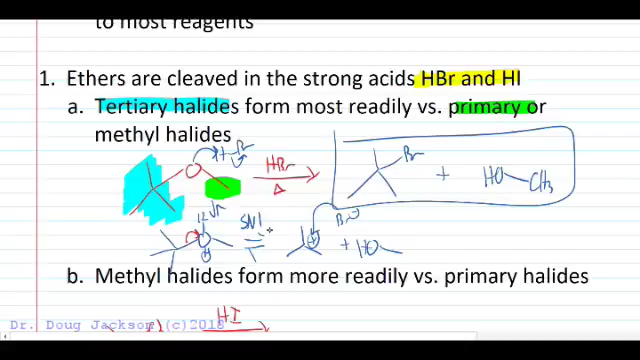 to most reagents
1. Ethers are cleaved in the strong acids HBr and HI
a. Tertiary halides form most readily vs. primary or
methyl halides
O H Br HBr Δ Br + HO CH3
H O ⊕ SN1 ⊕ Br⊖ + HO
b. Methyl halides form more readily vs. primary halides
HI
Dr. Doug Jackson(c)2018